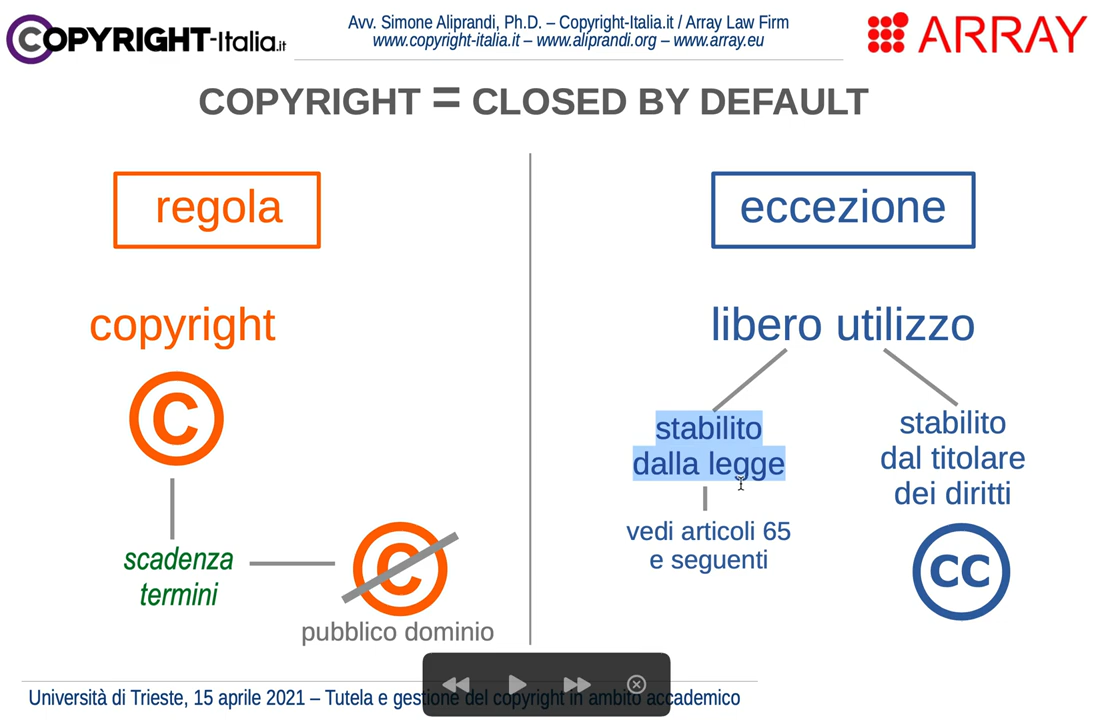 COPYRIGHT-Italia.it
Avv. Simone Aliprandi, Ph.D. – Copyright-Italia.it / Array Law Firm
www.copyright-italia.it – www.aliprandi.org – www.array.eu
ARRAY
COPYRIGHT = CLOSED BY DEFAULT
regola
copyright
C
scadenza
termini
C
pubblico dominio
eccezione
libero utilizzo
stabilito
dalla legge
vedi articoli 65
e seguenti
stabilito
dal titolare
dei diritti
CC
Università di Trieste, 15 aprile 2021 – Tutela e gestione del copyright in ambito accademico